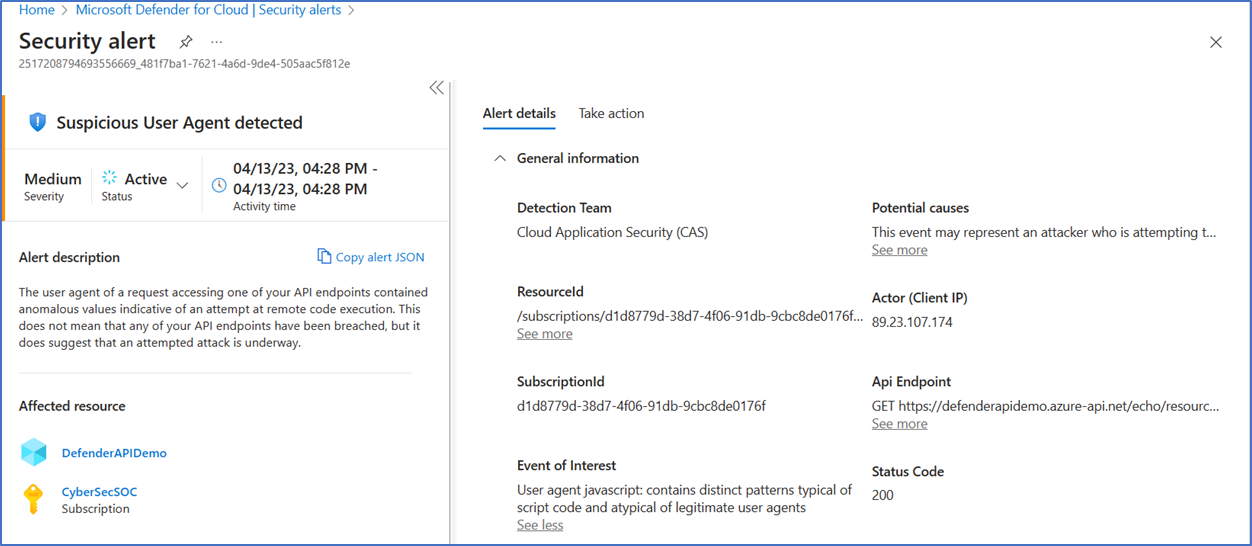 Home > Microsoft Defender for Cloud | Security alerts >
Security alert
...
2517208794693556669_481f7ba1-7621-4a6d-9de4-505aac5f812e
Suspicious User Agent detected
Medium
Severity
Active
Status
04/13/23, 04:28 PM -
04/13/23, 04:28 PM
Activity time
Alert description
Copy alert JSON
The user agent of a request accessing one of your API endpoints contained
anomalous values indicative of an attempt at remote code execution. This
does not mean that any of your API endpoints have been breached, but it
does suggest that an attempted attack is underway.
Affected resource
DefenderAPIDemo
CyberSecSOC
Subscription
Alert details
Take action
General information
Detection Team
Cloud Application Security (CAS)
Potential causes
This event may represent an attacker who is attempting t...
See more
ResourceId
/subscriptions/d1d8779d-38d7-4f06-91db-9cbc8de0176f...
See more
Actor (Client IP)
89.23.107.174
SubscriptionId
d1d8779d-38d7-4f06-91db-9cbc8de0176f
Api Endpoint
GET https://defenderapidemo.azure-api.net/echo/resourc...
See more
Event of Interest
User agent javascript: contains distinct patterns typical of
script code and atypical of legitimate user agents
See less
Status Code
200